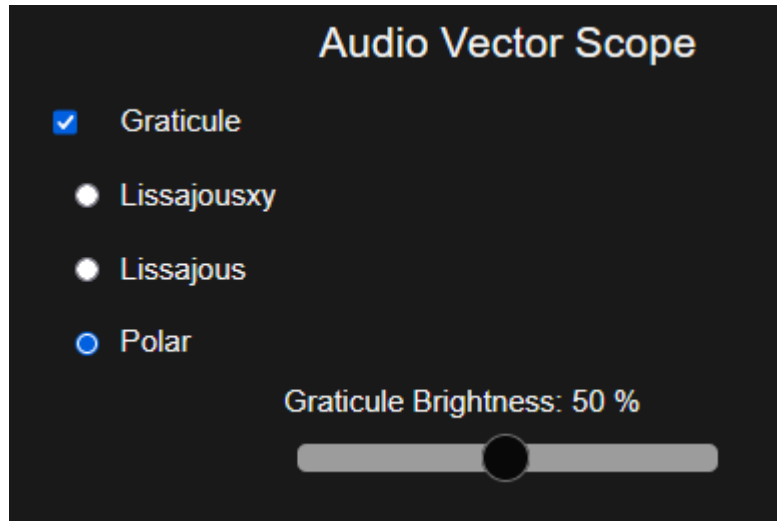 Audio Vector Scope
Graticule
Lissajousxy
Lissajous
Polar
Graticule Brightness: 50 %